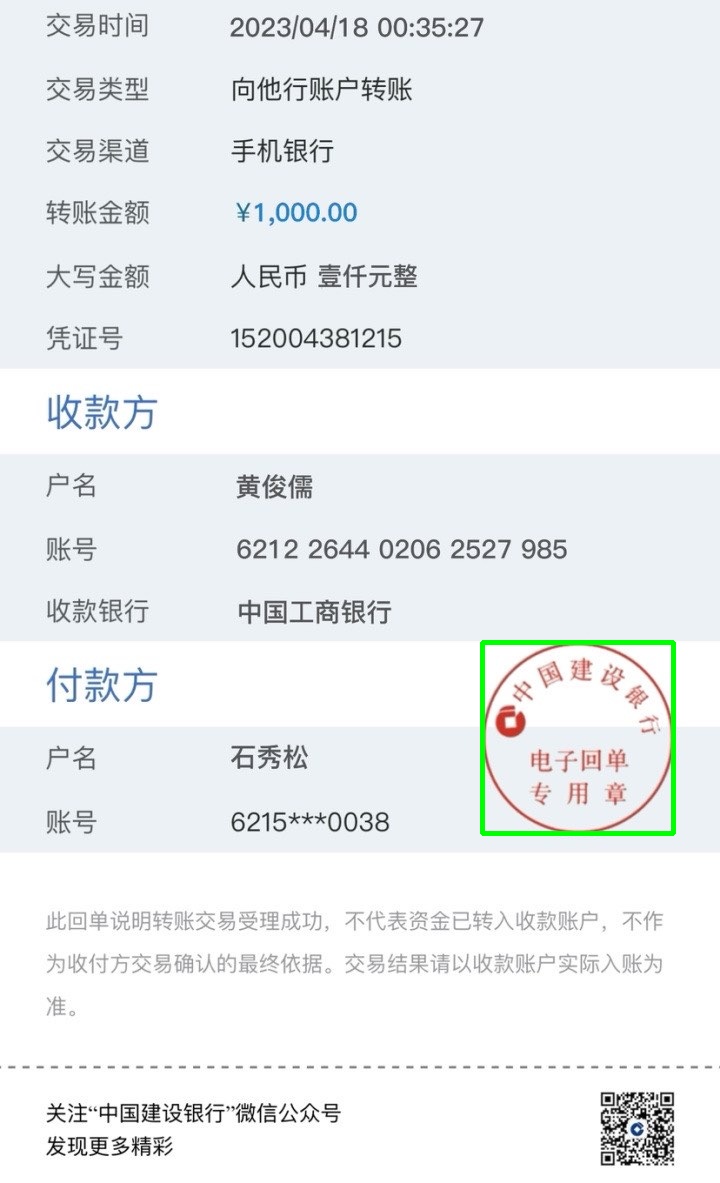 交易时间 2023/04/18 00:35:27
交易类型 向他行账户转账
交易渠道 手机银行
转账金额 ¥1,000.00
大写金额 人民币 壹仟元整
凭证号 152004381215
收款方
户名 黄俊儒
账号 6212 2644 0206 2527 985
收款银行 中国工商银行
付款方
中国建设银行
电子回单
专用章
户名 石秀松
账号 6215***0038
此回单说明转账交易受理成功，不代表资金已转入收款账户，不作
为收付方交易确认的最终依据。交易结果请以收款账户实际入账为
准。
关注“中国建设银行”微信公众号
发现更多精彩